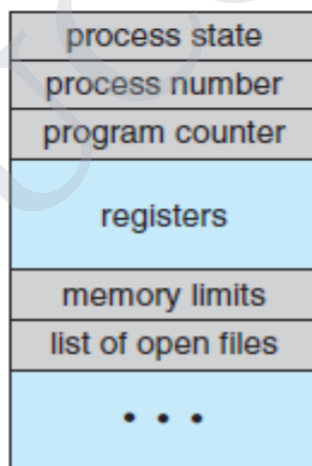 process state
process number
program counter
registers
memory limits
list of open files
• • •